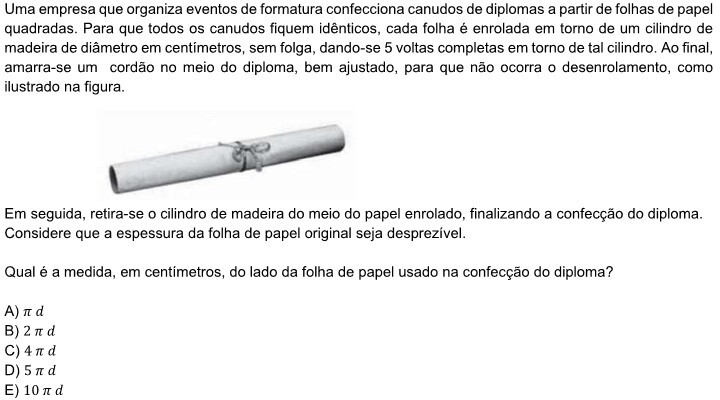 Uma empresa que organiza eventos de formatura confecciona canudos de diplomas a partir de folhas de papel
quadradas. Para que todos os canudos fiquem idênticos, cada folha é enrolada em torno de um cilindro de
madeira de diâmetro em centímetros, sem folga, dando-se 5 voltas completas em torno de tal cilindro. Ao final,
amarra-se um cordão no meio do diploma, bem ajustado, para que não ocorra o desenrolamento, como
ilustrado na figura.
Em seguida, retira-se o cilindro de madeira do meio do papel enrolado, finalizando a confecção do diploma.
Considere que a espessura da folha de papel original seja desprezível.
Qual é a medida, em centímetros, do lado da folha de papel usado na confecção do diploma?
A) π d
B) 2 π d
C) 4 π d
D) 5 π d
E) 10 π d